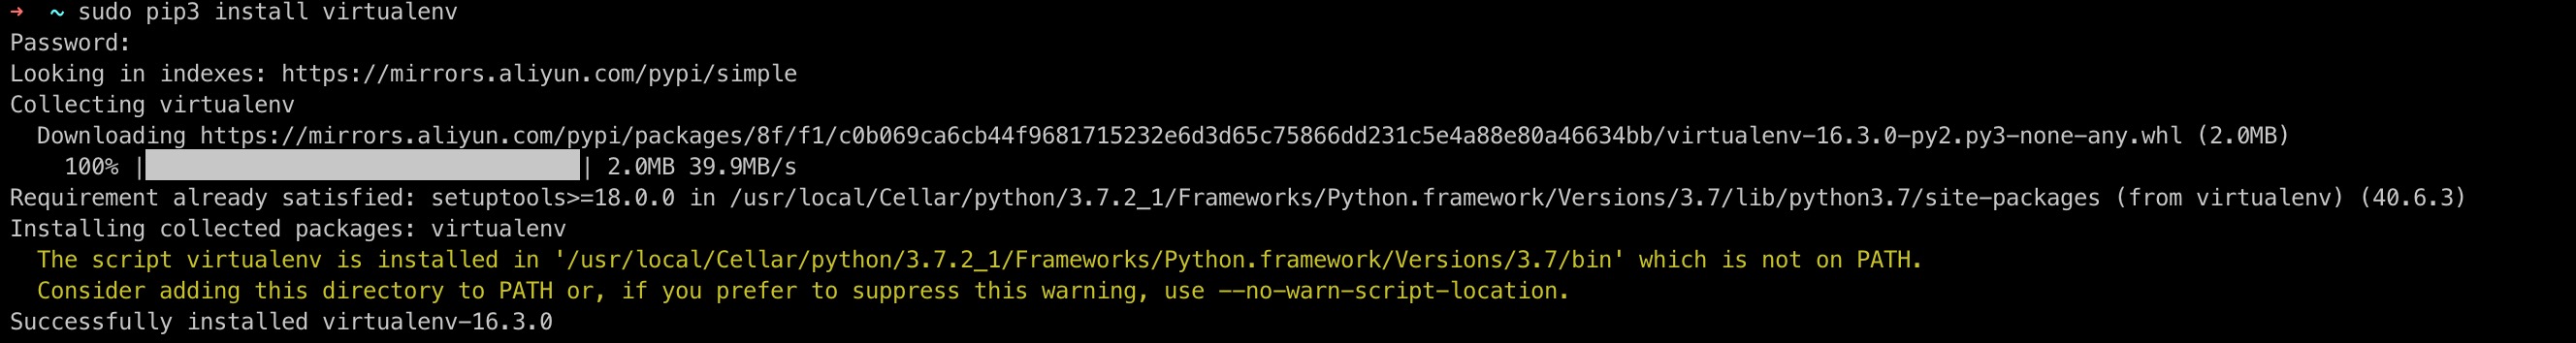 → ~ sudo pip3 install virtualenv
Password:
Looking in indexes: https://mirrors.aliyun.com/pypi/simple
Collecting virtualenv
Downloading https://mirrors.aliyun.com/pypi/packages/8f/f1/c0b069ca6cb44f9681715232e6d3d65c75866dd231c5e4a88e80a46634bb/virtualenv-16.3.0-py2.py3-none-any.whl (2.0MB)
100% |████████████████████████████████| 2.0MB 39.9MB/s
Requirement already satisfied: setuptools>=18.0.0 in /usr/local/Cellar/python/3.7.2_1/Frameworks/Python.framework/Versions/3.7/lib/python3.7/site-packages (from virtualenv) (40.6.3)
Installing collected packages: virtualenv
The script virtualenv is installed in '/usr/local/Cellar/python/3.7.2_1/Frameworks/Python.framework/Versions/3.7/bin' which is not on PATH.
Consider adding this directory to PATH or, if you prefer to suppress this warning, use --no-warn-script-location.
Successfully installed virtualenv-16.3.0